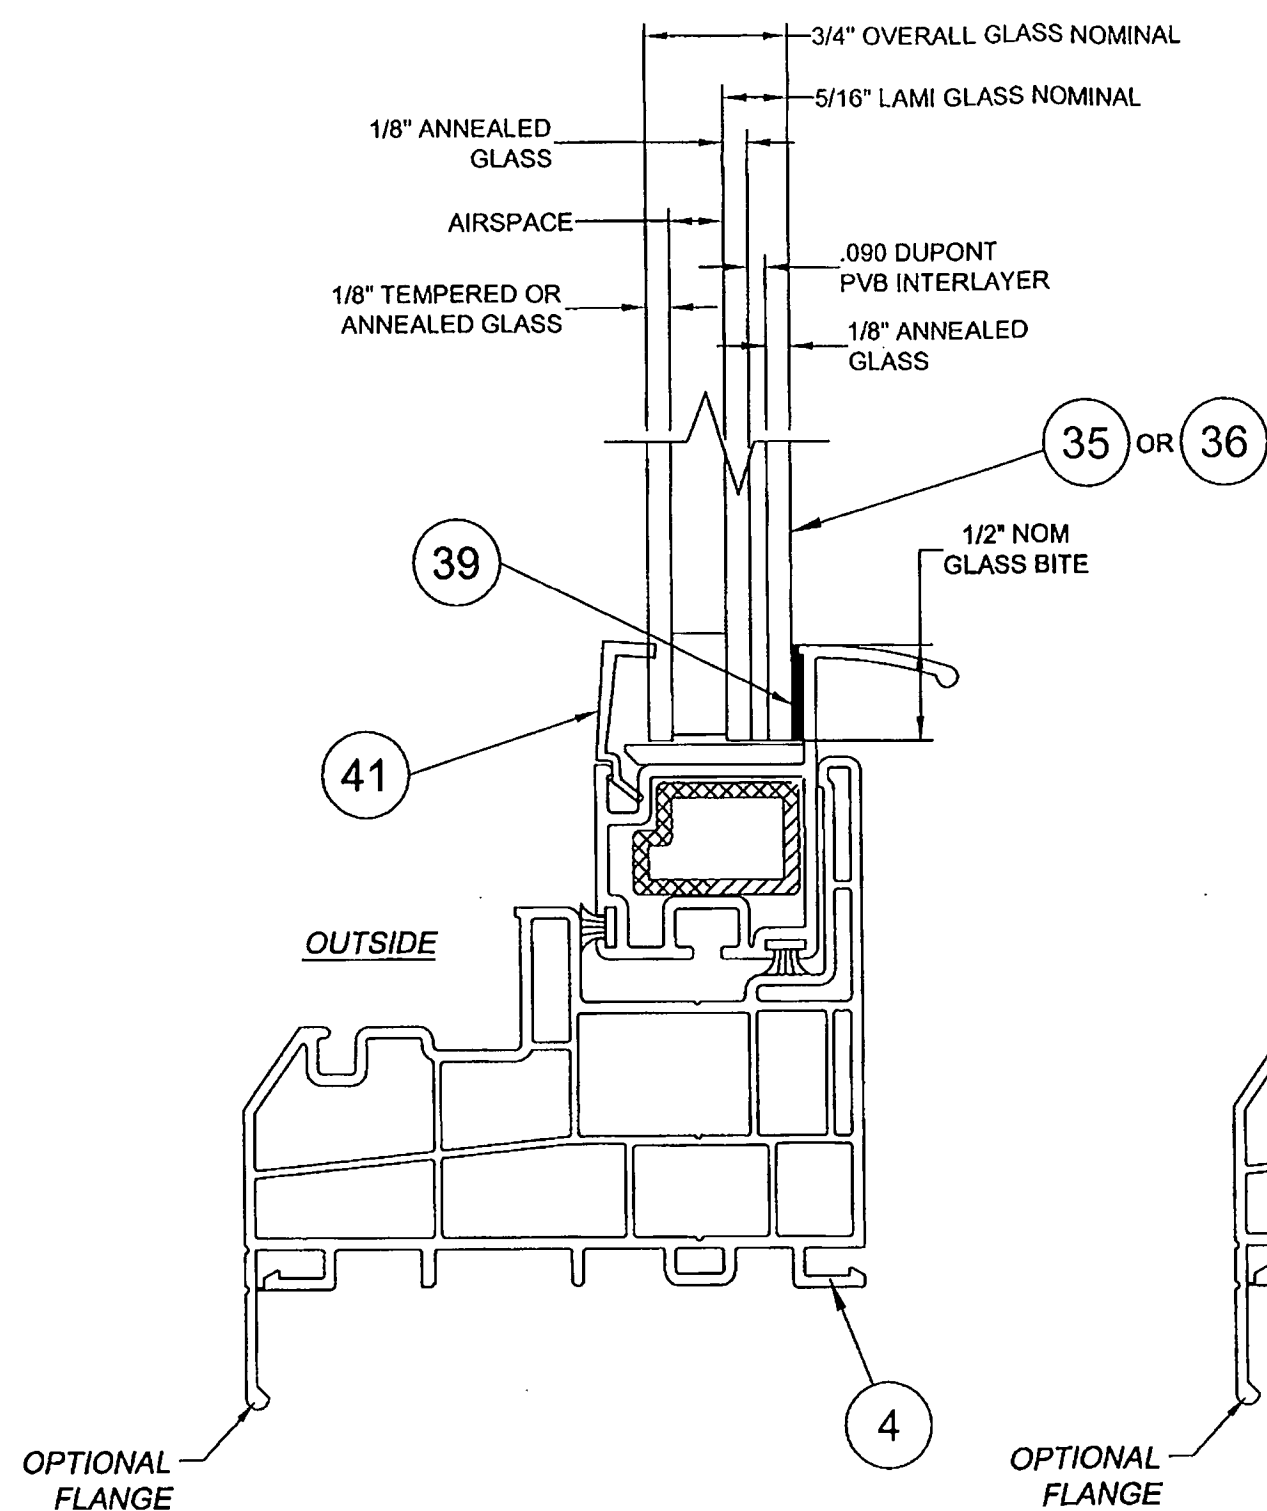 3/4" OVERALL GLASS NOMINAL
5/16" LAMI GLASS NOMINAL
1/8" ANNEALED
GLASS
AIRSPACE
.090 DUPONT
PVB INTERLAYER
1/8" TEMPERED OR
ANNEALED GLASS
1/8" ANNEALED
GLASS
35 OR 36
1/2" NOM
GLASS BITE
39
41
OUTSIDE
4
OPTIONAL
FLANGE
OPTIONAL
FLANGE